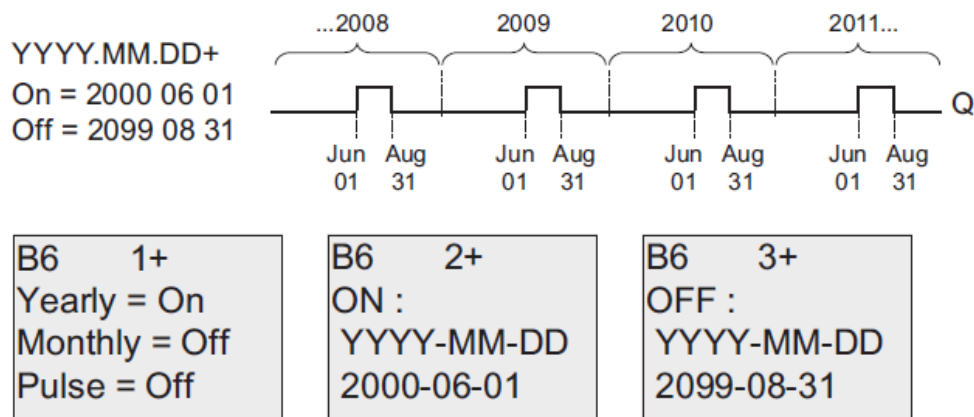 ...2008 2009 2010 2011...
YYYY.MM.DD+
On = 2000 06 01
Off = 2099 08 31
Q
Jun Aug Jun Aug Jun Aug Jun Aug
01 31 01 31 01 31 01 31
B6 1+
Yearly = On
Monthly = Off
Pulse = Off
B6 2+
ON :
YYYY-MM-DD
2000-06-01
B6 3+
OFF :
YYYY-MM-DD
2099-08-31